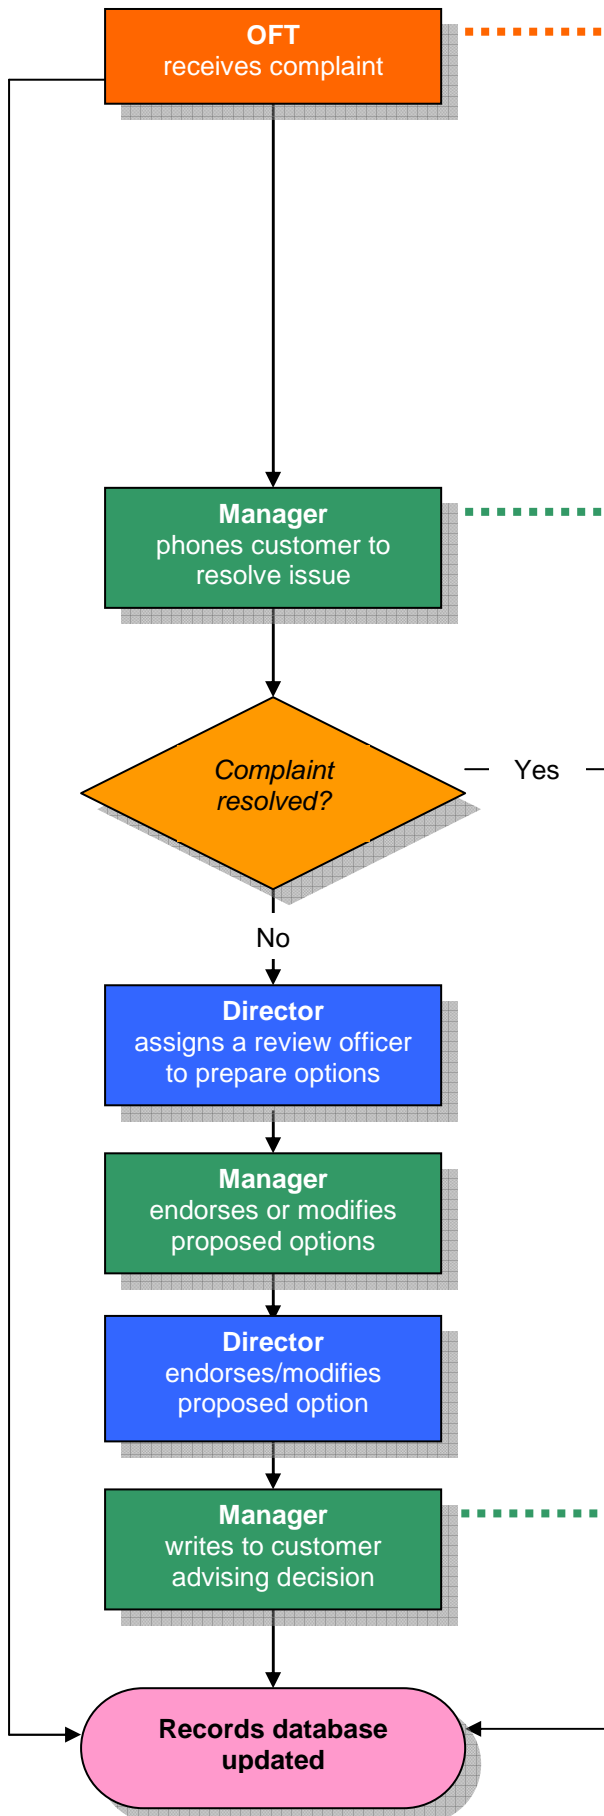 OFT
receives complaint
Manager
phones customer to
resolve issue
Complaint
resolved?
Yes
No
Director
assigns a review officer
to prepare options
Manager
endorses or modifies
proposed options
Director
endorses/modifies
proposed option
Manager
writes to customer
advising decision
Records database
updated